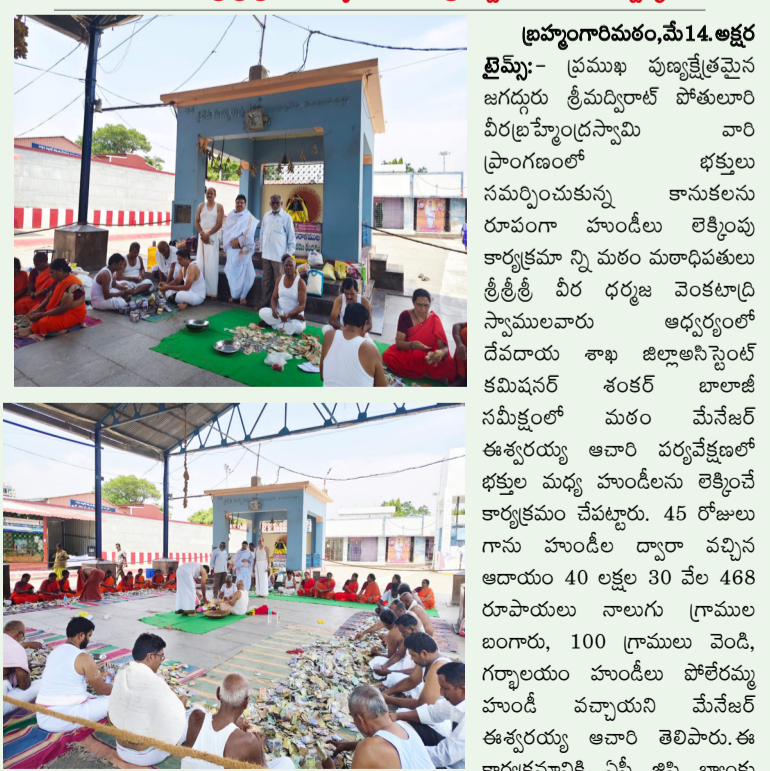 బ్రహ్మంగారిమఠం,మే14.అక్షర
టైమ్స్:- ప్రముఖ పుణ్యక్షేత్రమైన
జగద్గురు శ్రీమద్విరాట్ పోతులూరి
వీరబ్రహ్మేంద్రస్వామి వారి
ప్రాంగణంలో భక్తులు
సమర్పించుకున్న కానుకలను
రూపంగా హుండీలు లెక్కింపు
కార్యక్రమా న్ని మఠం మఠాధిపతులు
శ్రీశ్రీశ్రీ వీర ధర్మజ వెంకటాద్రి
స్వాములవారు ఆధ్వర్యంలో
దేవదాయ శాఖ జిల్లాఅసిస్టెంట్
కమిషనర్ శంకర్ బాలాజీ
సమీక్షంలో మఠం మేనేజర్
ఈశ్వరయ్య ఆచారి పర్యవేక్షణలో
భక్తుల మధ్య హుండీలను లెక్కించే
కార్యక్రమం చేపట్టారు. 45 రోజులు
గాను హుండీల ద్వారా వచ్చిన
ఆదాయం 40 లక్షల 30 వేల 468
రూపాయలు నాలుగు గ్రాముల
బంగారు, 100 గ్రాములు వెండి,
గర్భాలయం హుండీలు పోలేరమ్మ
హుండీ వచ్చాయని మేనేజర్
ఈశ్వరయ్య ఆచారి తెలిపారు.ఈ